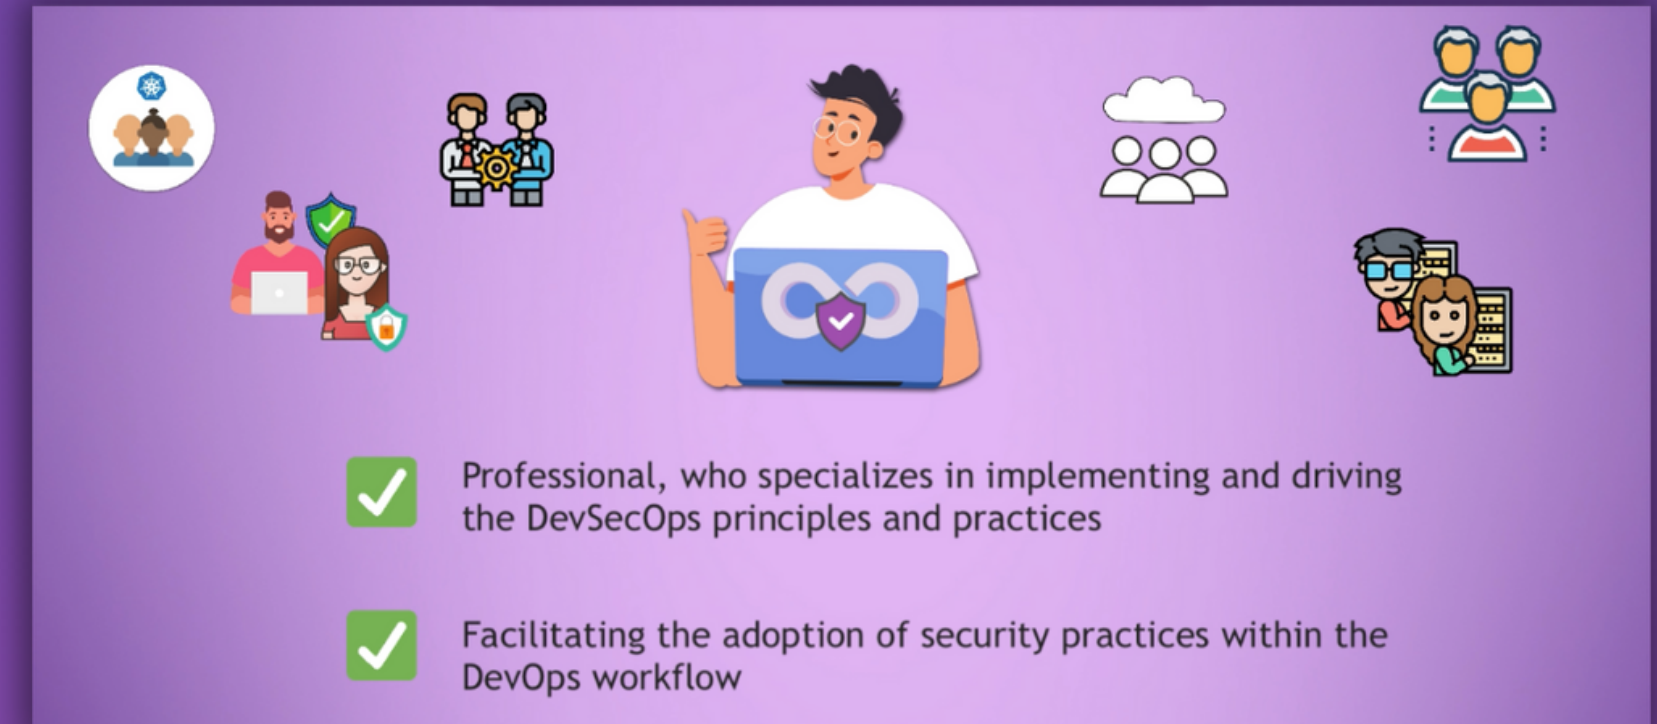 Professional, who specializes in implementing and driving
the DevSecOps principles and practices
Facilitating the adoption of security practices within the
DevOps workflow